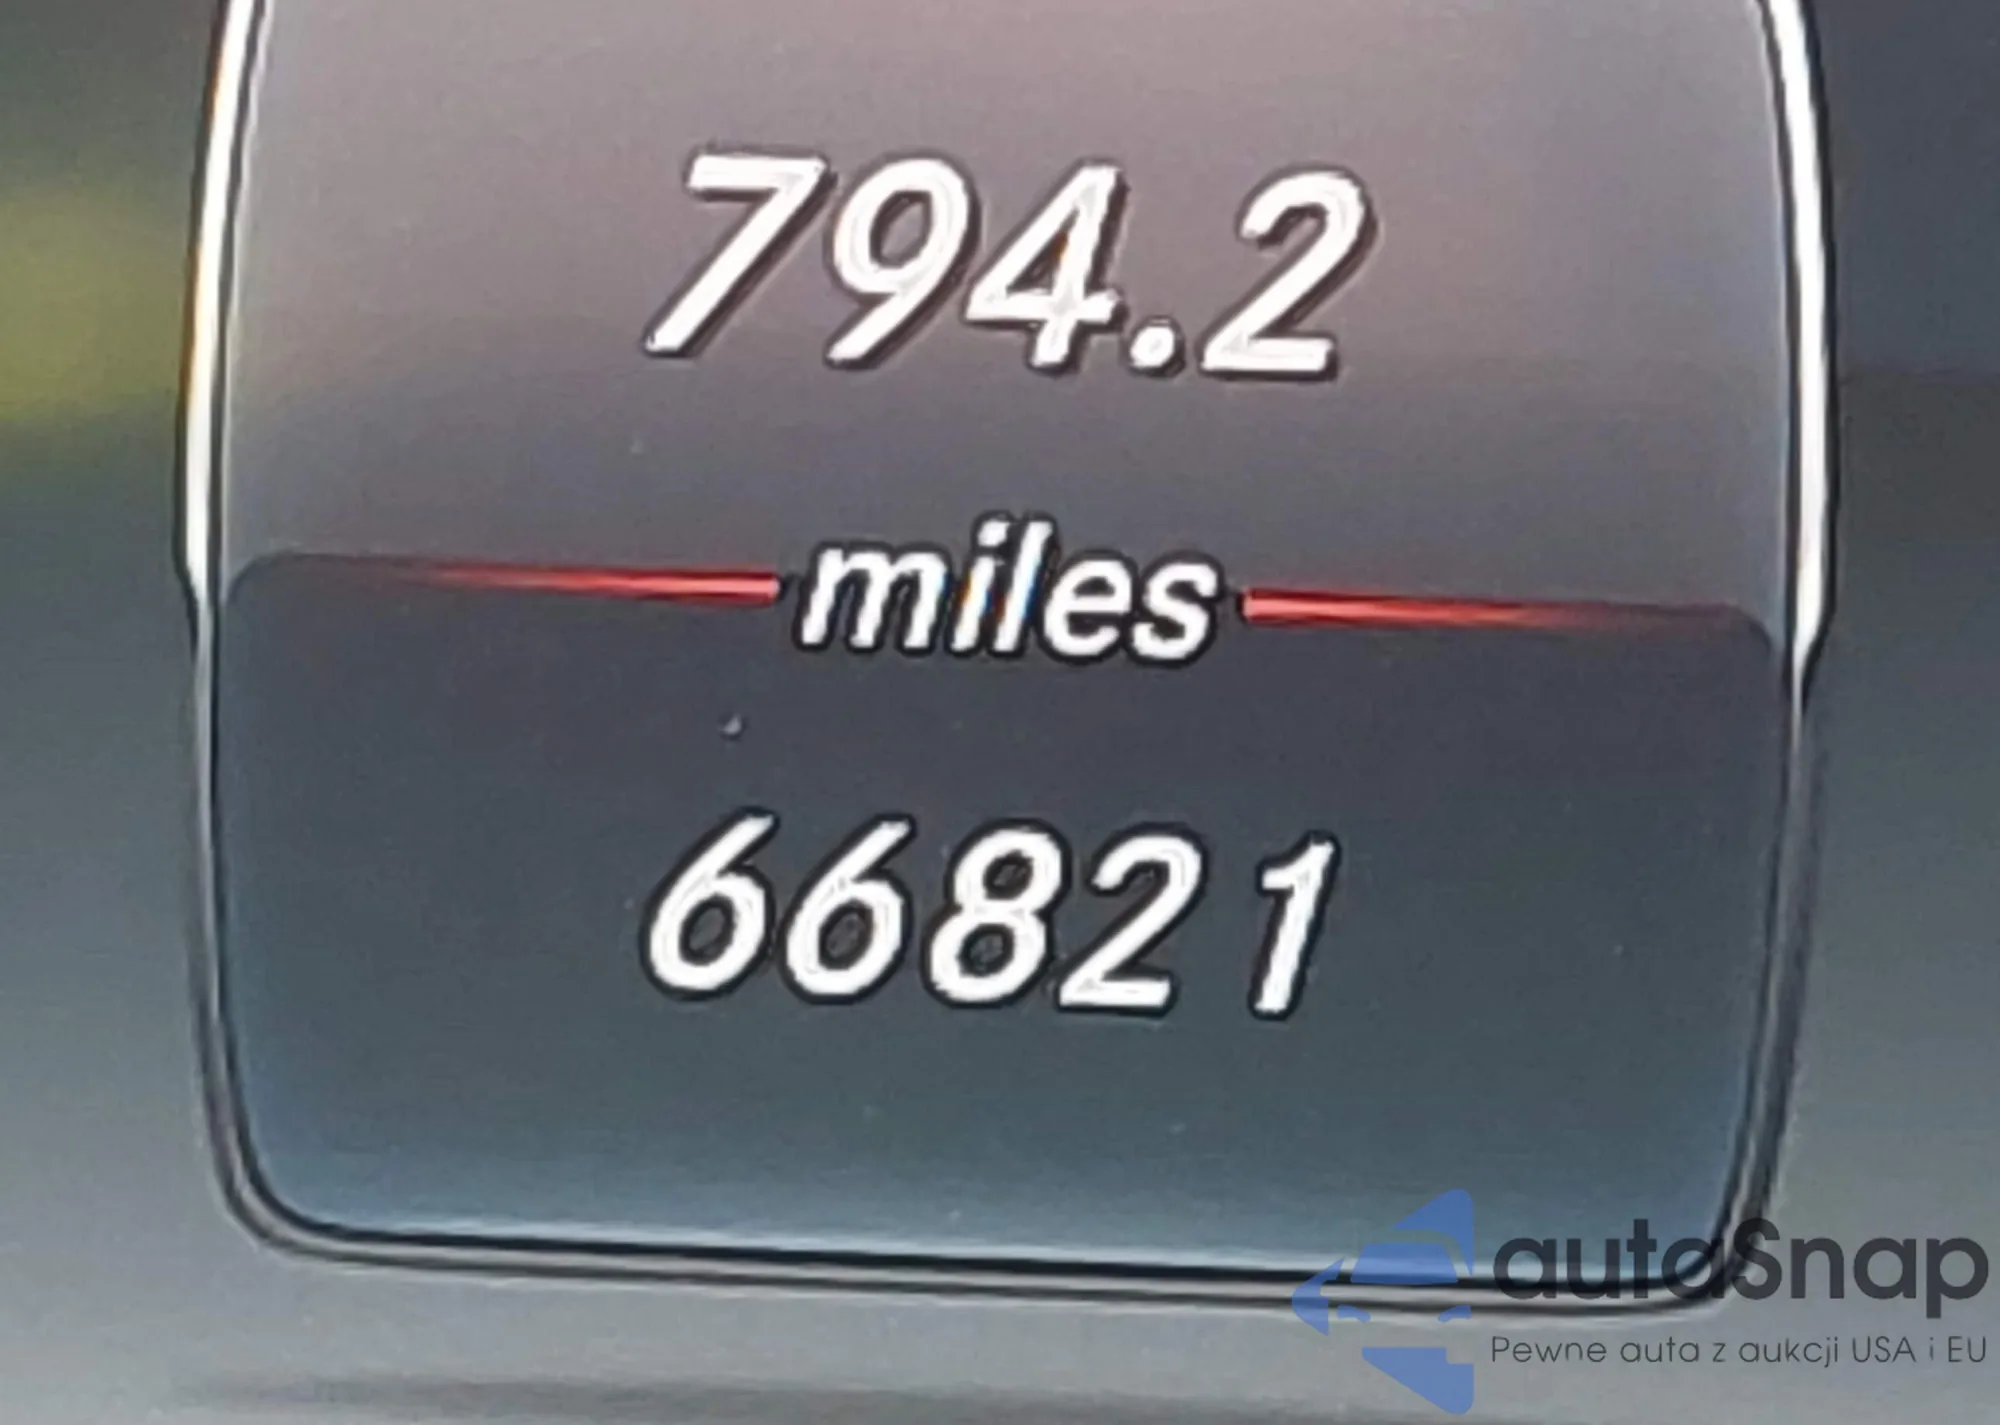 794.2
miles
66821
autoSnap
Pewne auta z aukcji USA i EU